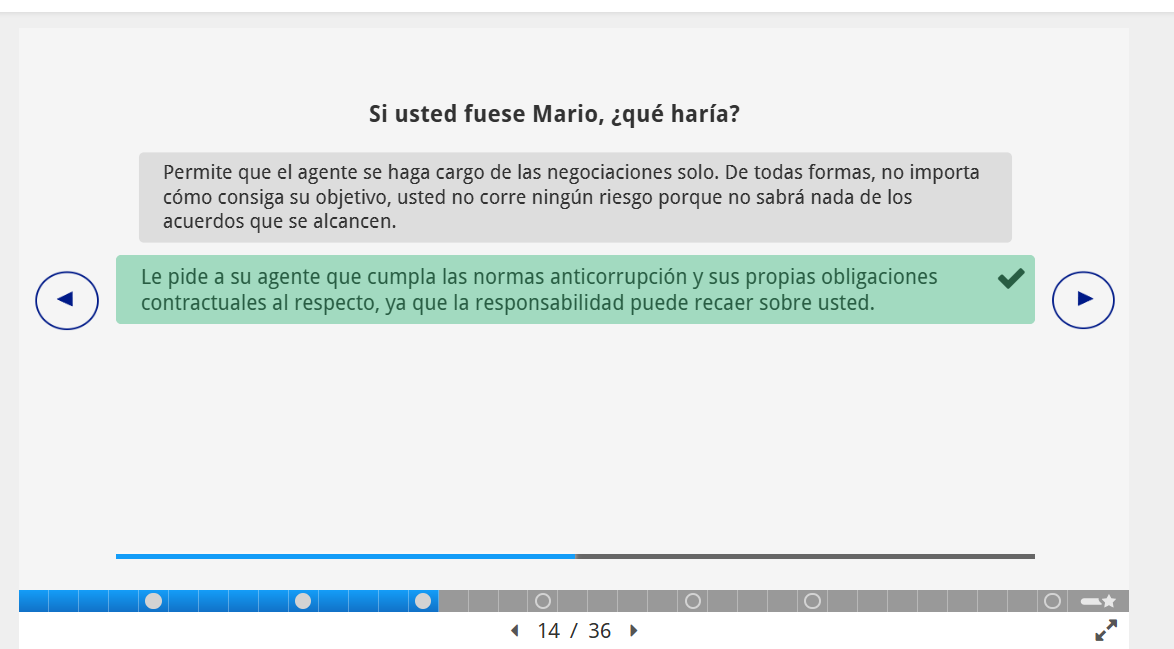 Si usted fuese Mario, ¿qué haría?
Permite que el agente se haga cargo de las negociaciones solo. De todas formas, no importa
cómo consiga su objetivo, usted no corre ningún riesgo porque no sabrá nada de los
acuerdos que se alcancen.
Le pide a su agente que cumpla las normas anticorrupción y sus propias obligaciones
contractuales al respecto, ya que la responsabilidad puede recaer sobre usted.
14 / 36